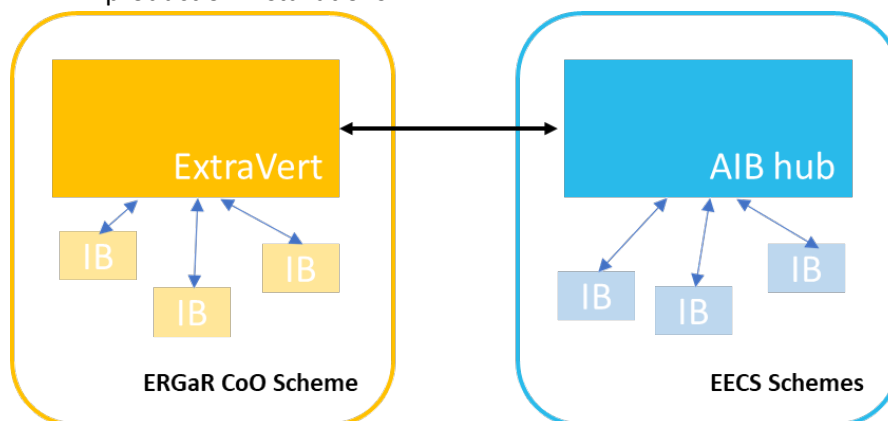 ExtraVert
AIB hub
IB
IB
IB
IB
IB
IB
ERGaR CoO Scheme
EECS Schemes